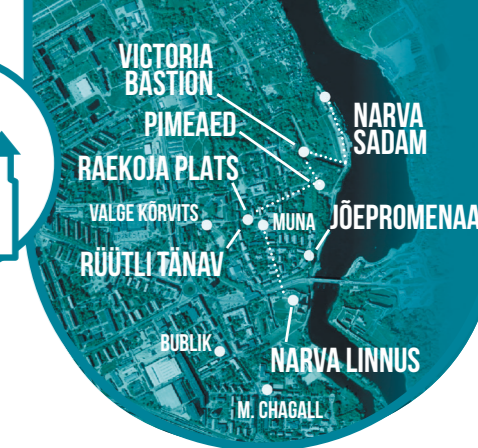 VICTORIA
BASTION
NARVA
SADAM
PIMEAED
RAEKOJA PLATS
VALGE KÕRVITS
MUNA
JÕEPROMENAA
RÜÜTLI TÄNAV
BUBLIK
NARVA LINNUS
M. CHAGALL